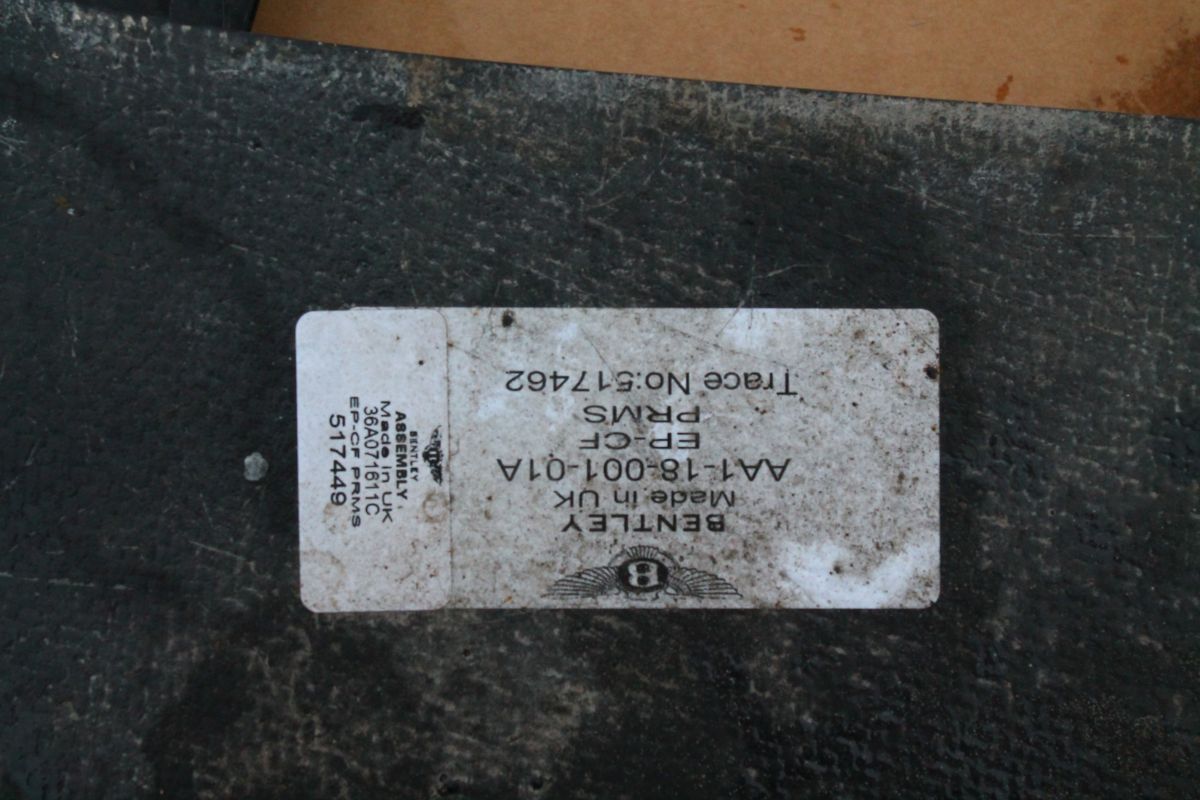 BENTLEY
Made in UK
AA1-18-001-01A
EP-CF
PRMS
Trace No:517462
BENTLEY
ASSEMBLY
Made in UK
36A071611C
EP-CF PRMS
517449